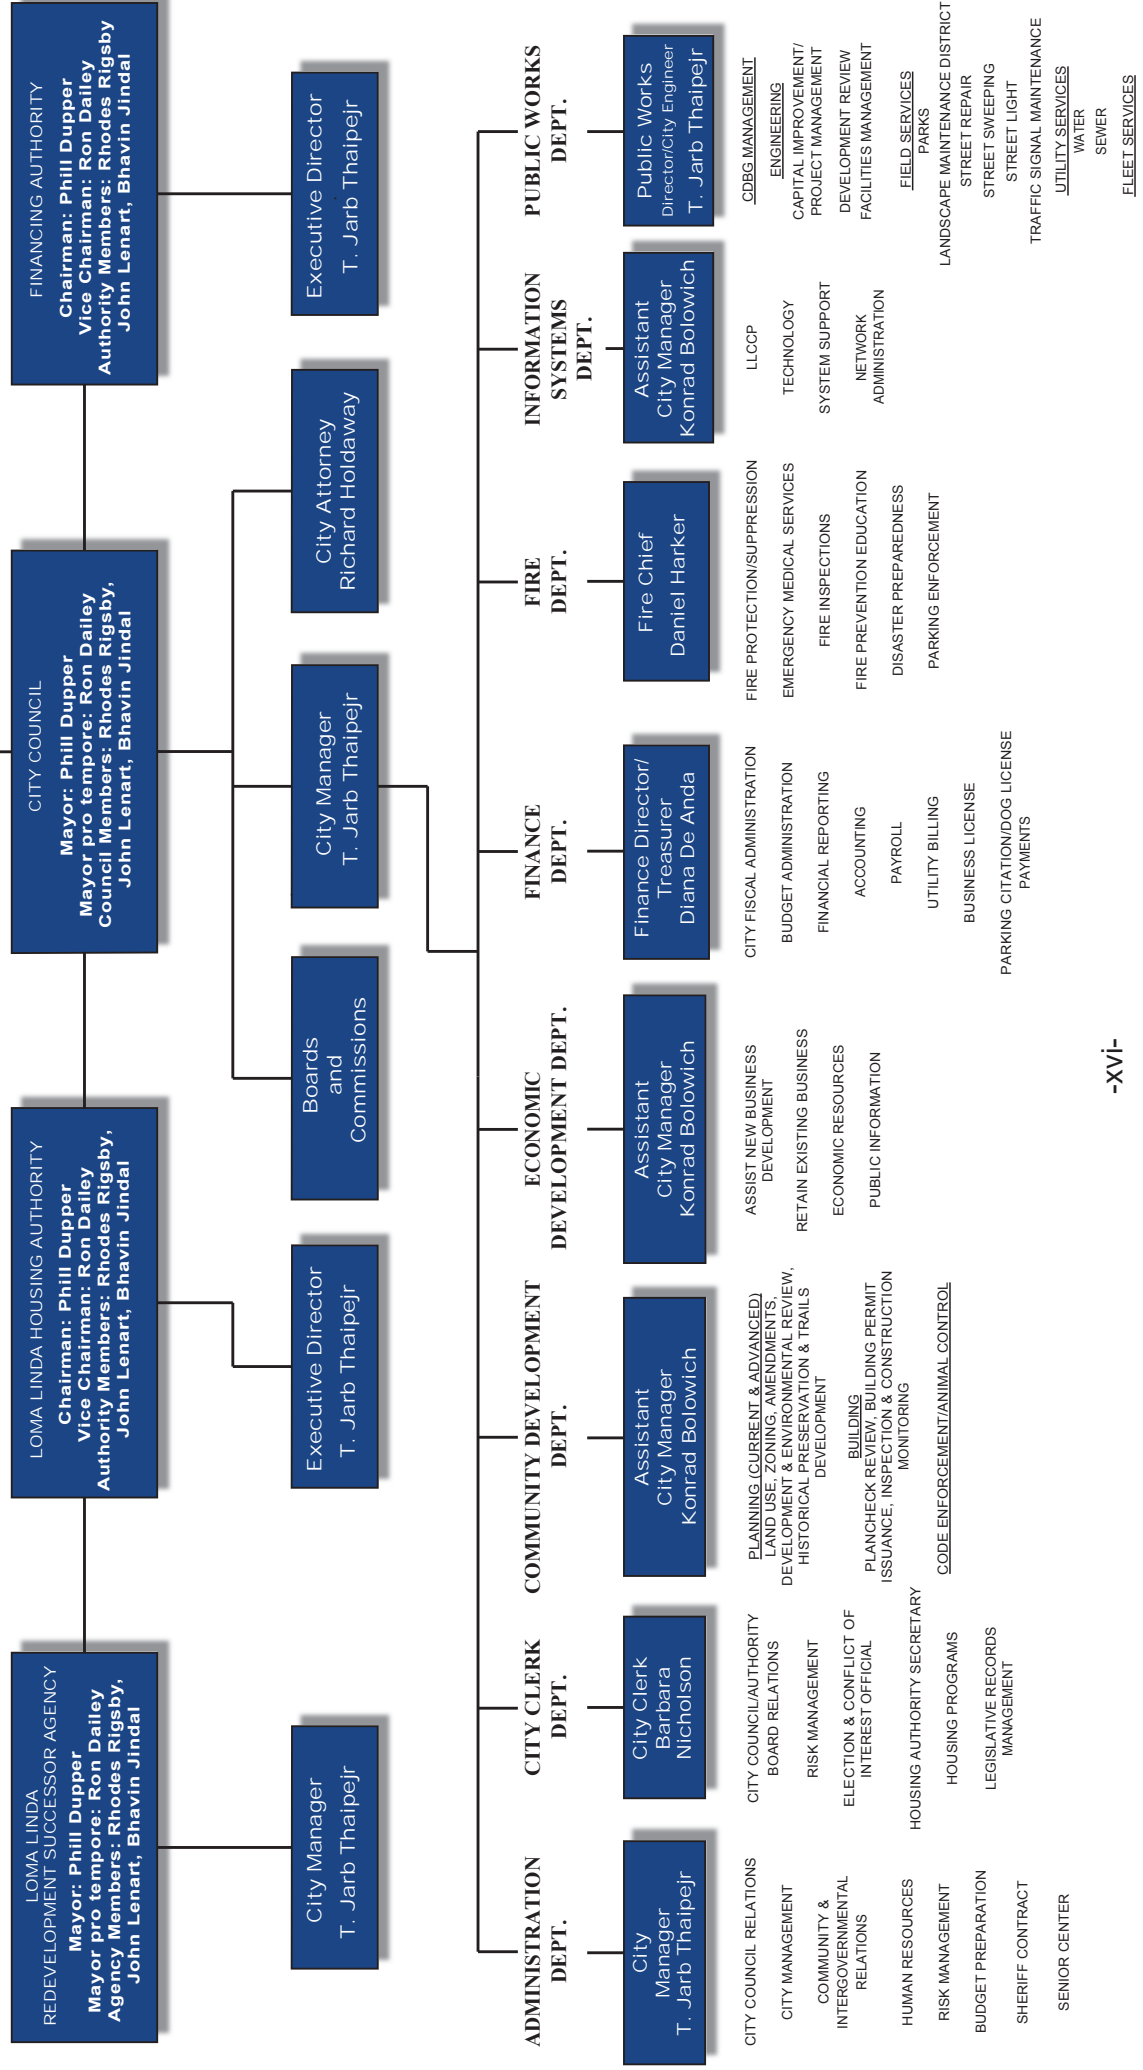 LOMA LINDA
REDEVELOPMENT SUCCESSOR AGENCY
Mayor: Phill Dupper
Mayor pro tempore: Ron Dailey
Agency Members: Rhodes Rigsby,
John Lenart, Bhavin Jindal
LOMA LINDA HOUSING AUTHORITY
Chairman: Phill Dupper
Vice Chairman: Ron Dailey
Authority Members: Rhodes Rigsby,
John Lenart, Bhavin Jindal
CITY COUNCIL
Mayor: Phill Dupper
Mayor pro tempore: Ron Dailey
Council Members: Rhodes Rigsby,
John Lenart, Bhavin Jindal
FINANCING AUTHORITY
Chairman: Phill Dupper
Vice Chairman: Ron Dailey
Authority Members: Rhodes Rigsby
John Lenart, Bhavin Jindal
City Manager
T. Jarb Thaipejr
Executive Director
T. Jarb Thaipejr
Boards
and
Commissions
City Manager
T. Jarb Thaipejr
City Attorney
Richard Holdaway
Executive Director
T. Jarb Thaipejr
ADMINISTRATION
DEPT.
City
Manager
T. Jarb Thaipejr
CITY COUNCIL RELATIONS
CITY MANAGEMENT
COMMUNITY &
INTERGOVERNMENTAL
RELATIONS
HUMAN RESOURCES
RISK MANAGEMENT
BUDGET PREPARATION
SHERIFF CONTRACT
SENIOR CENTER
CITY CLERK
DEPT.
City Clerk
Barbara
Nicholson
CITY COUNCIL/AUTHORITY
BOARD RELATIONS
RISK MANAGEMENT
ELECTION & CONFLICT OF
INTEREST OFFICIAL
HOUSING AUTHORITY SECRETARY
HOUSING PROGRAMS
LEGISLATIVE RECORDS
MANAGEMENT
COMMUNITY DEVELOPMENT
DEPT.
Assistant
City Manager
Konrad Bolowich
PLANNING (CURRENT & ADVANCED)
LAND USE, ZONING, AMENDMENTS,
DEVELOPMENT & ENVIRONMENTAL REVIEW,
HISTORICAL PRESERVATION & TRAILS
DEVELOPMENT
BUILDING
PLANCHECK REVIEW, BUILDING PERMIT
ISSUANCE, INSPECTION & CONSTRUCTION
MONITORING
CODE ENFORCEMENT/ANIMAL CONTROL
ECONOMIC
DEVELOPMENT DEPT.
Assistant
City Manager
Konrad Bolowich
ASSIST NEW BUSINESS
DEVELOPMENT
RETAIN EXISTING BUSINESS
ECONOMIC RESOURCES
PUBLIC INFORMATION
FINANCE
DEPT.
Finance Director/
Treasurer
Diana De Anda
CITY FISCAL ADMINISTRATION
BUDGET ADMINISTRATION
FINANCIAL REPORTING
ACCOUNTING
PAYROLL
UTILITY BILLING
BUSINESS LICENSE
PARKING CITATION/DOG LICENSE
PAYMENTS
FIRE
DEPT.
Fire Chief
Daniel Harker
FIRE PROTECTION/SUPPRESSION
EMERGENCY MEDICAL SERVICES
FIRE INSPECTIONS
FIRE PREVENTION EDUCATION
DISASTER PREPAREDNESS
PARKING ENFORCEMENT
INFORMATION
SYSTEMS
DEPT.
Assistant
City Manager
Konrad Bolowich
LLCCP
TECHNOLOGY
SYSTEM SUPPORT
NETWORK
ADMINISTRATION
PUBLIC WORKS
DEPT.
Public Works
Director/City Engineer
T. Jarb Thaipejr
CDBG MANAGEMENT
ENGINEERING
CAPITAL IMPROVEMENT/
PROJECT MANAGEMENT
DEVELOPMENT REVIEW
FACILITIES MANAGEMENT
FIELD SERVICES
PARKS
LANDSCAPE MAINTENANCE DISTRICT
STREET REPAIR
STREET SWEEPING
STREET LIGHT
TRAFFIC SIGNAL MAINTENANCE
UTILITY SERVICES
WATER
SEWER
FLEET SERVICES
-xvi-